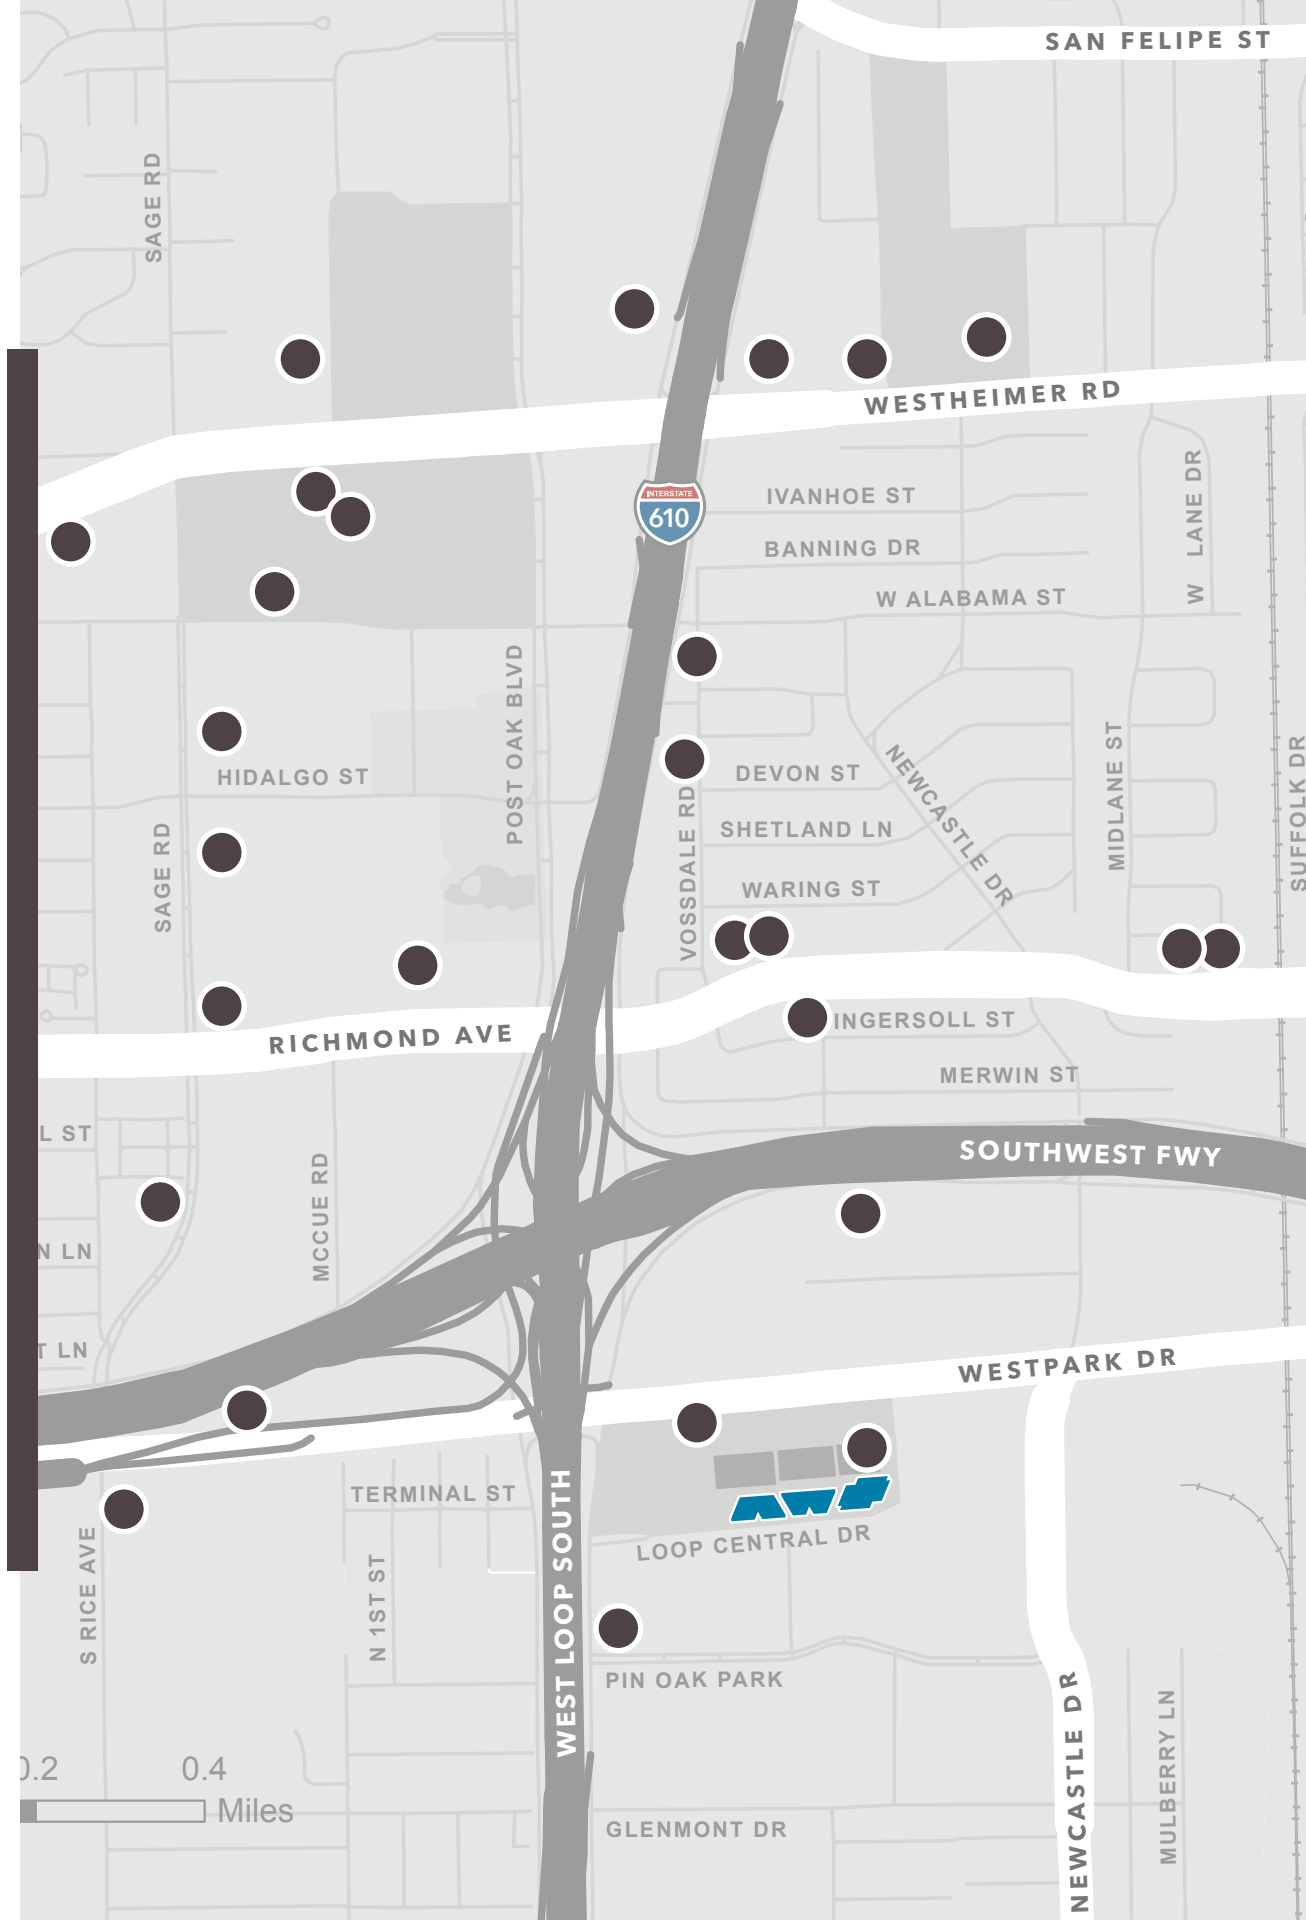 SAN FELIPE ST
SAGE RD
WESTHEIMER RD
INTERSTATE
610
IVANHOE ST
BANNING DR
W ALABAMA ST
W LANE DR
POST OAK BLVD
HIDALGO ST
DEVON ST
NEWCASTLE DR
MIDLANE ST
SUFFOLK DR
SHETLAND LN
SAGE RD
VOSSDALE RD
WARING ST
RICHMOND AVE
INGERSOLL ST
MERWIN ST
L ST
SOUTHWEST FWY
MCCUE RD
N LN
T LN
WESTPARK DR
TERMINAL ST
LOOP CENTRAL DR
WEST LOOP SOUTH
S RICE AVE
N 1ST ST
PIN OAK PARK
NEWCASTLE DR
MULBERRY LN
0.2 0.4
Miles
GLENMONT DR